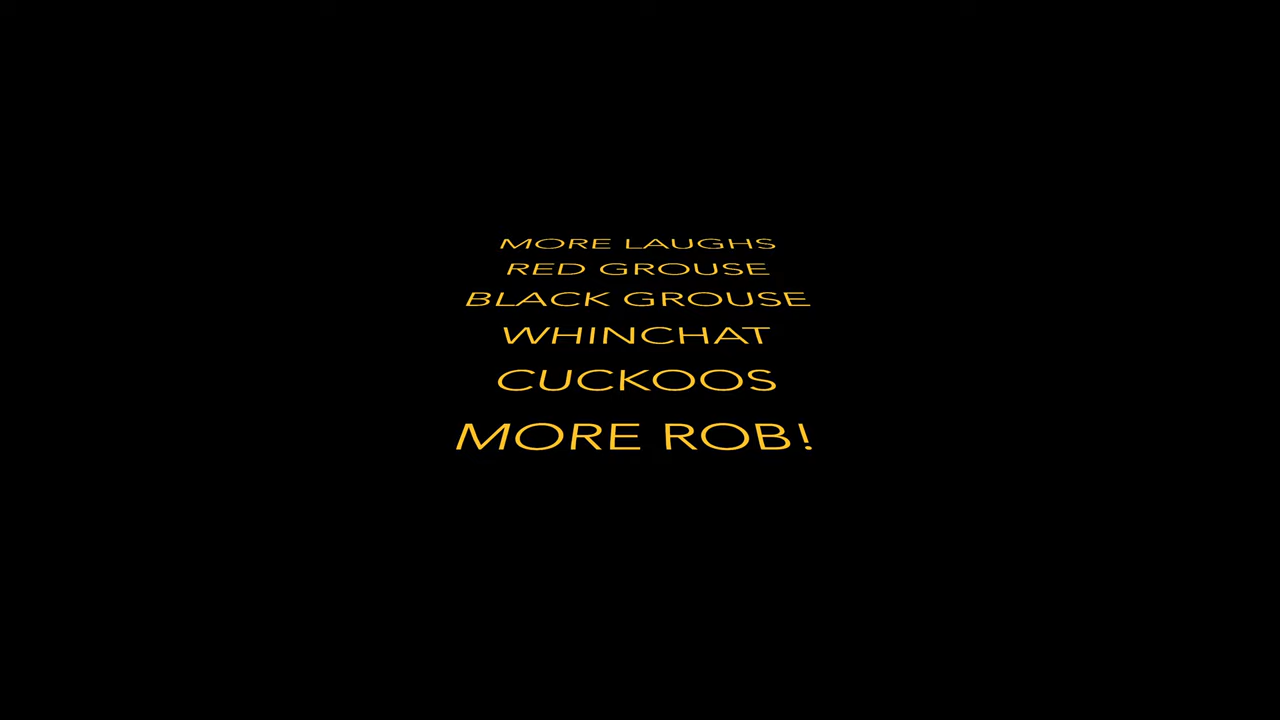 MORE LAUGHS
RED GROUSE
BLACK GROUSE
WHINCHAT
CUCKOOS
MORE ROB!